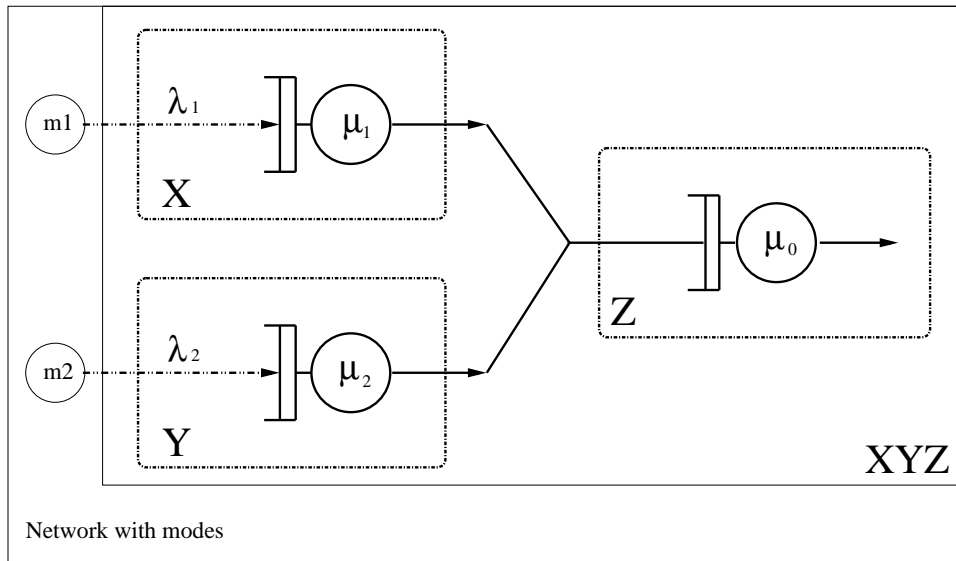 m1
λ1
μ1
X
μ0
Z
m2
λ2
μ2
Y
XYZ
Network with modes